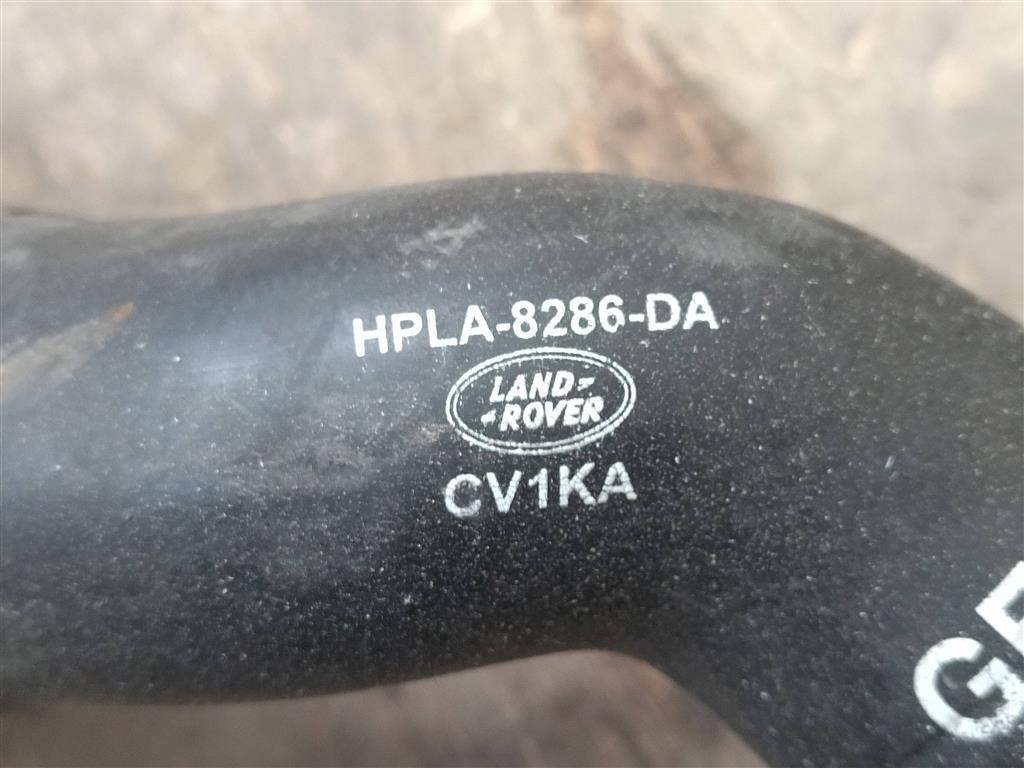 HPLA-8286-DA
LAND-
-ROVER
CV1KA